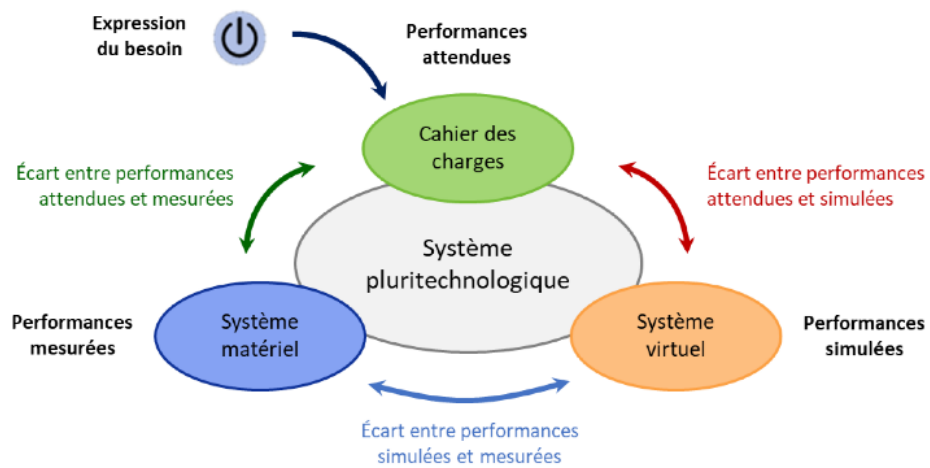 Expression
du besoin
Performances
attendues
Cahier des
charges
Écart entre performances
attendues et mesurées
Écart entre performances
attendues et simulées
Système
pluritechnologique
Performances
mesurées
Système
matériel
Système
virtuel
Performances
simulées
Écart entre performances
simulées et mesurées